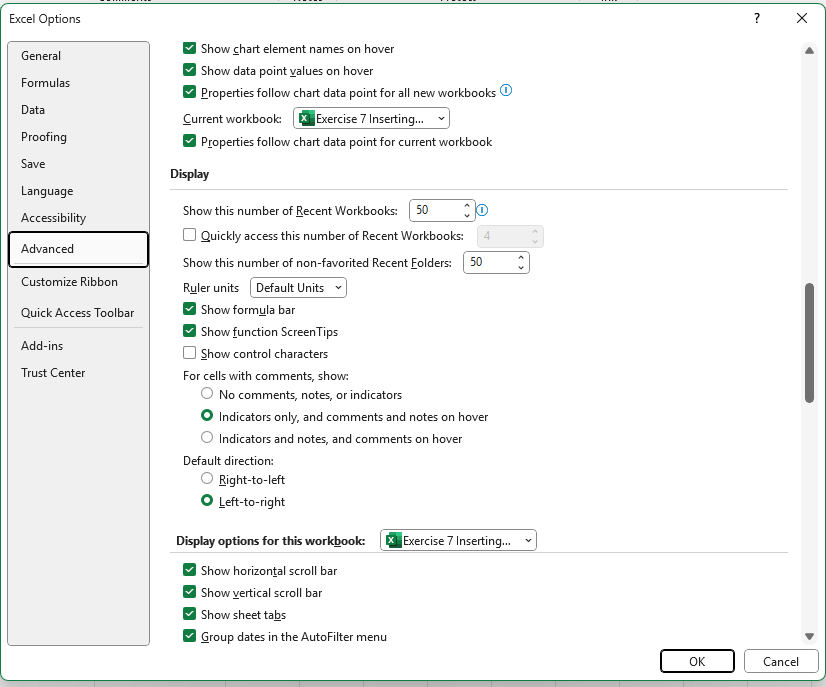 Excel Options
?
General
Formulas
Data
Proofing
Save
Language
Accessibility
Advanced
Customize Ribbon
Quick Access Toolbar
Add-ins
Trust Center
Show chart element names on hover
Show data point values on hover
Properties follow chart data point for all new workbooks
Current workbook: Exercise 7 Inserting...
Properties follow chart data point for current workbook
Display
Show this number of Recent Workbooks: 50
Quickly access this number of Recent Workbooks: 4
Show this number of non-favorited Recent Folders: 50
Ruler units Default Units
Show formula bar
Show function ScreenTips
Show control characters
For cells with comments, show:
No comments, notes, or indicators
Indicators only, and comments and notes on hover
Indicators and notes, and comments on hover
Default direction:
Right-to-left
Left-to-right
Display options for this workbook: Exercise 7 Inserting...
Show horizontal scroll bar
Show vertical scroll bar
Show sheet tabs
Group dates in the AutoFilter menu
OK Cancel